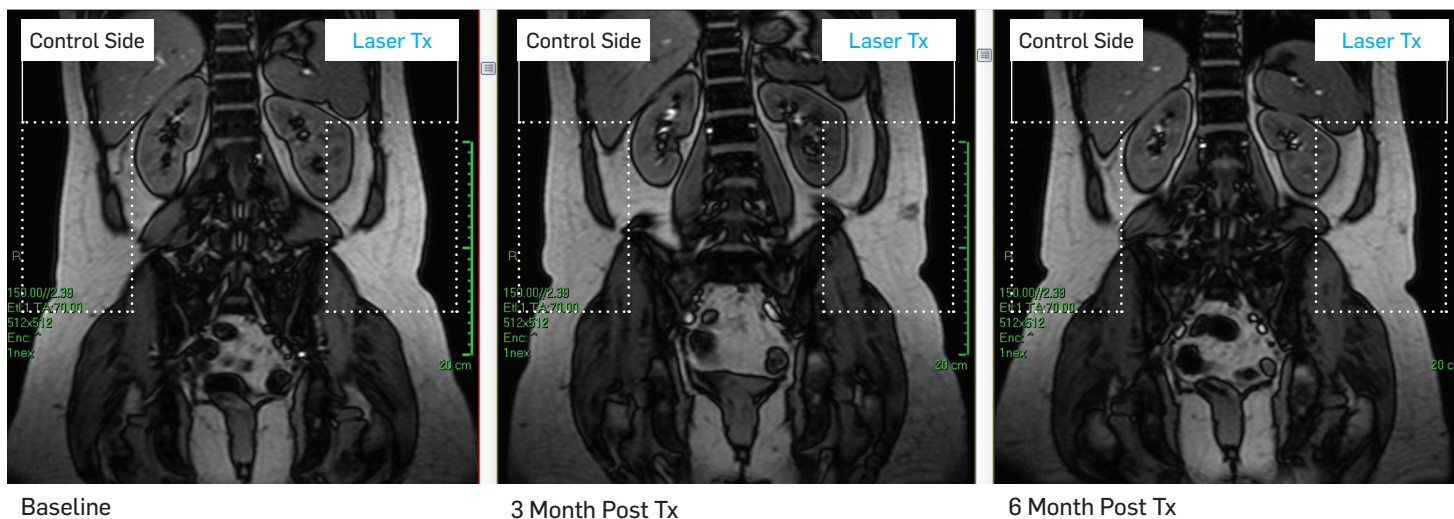 Control Side
Laser Tx
R
150.00//2.39
Et:1.TA:70.00
512x512
Enc: ^
1nex
20 cm
Baseline
Control Side
Laser Tx
R
150.00//2.39
Et:1.TA:70.00
512x512
Enc: ^
1nex
20 cm
3 Month Post Tx
Control Side
Laser Tx
R
150.00//2.39
Et:1.TA:70.00
512x512
Enc: ^
1nex
20 c
6 Month Post Tx